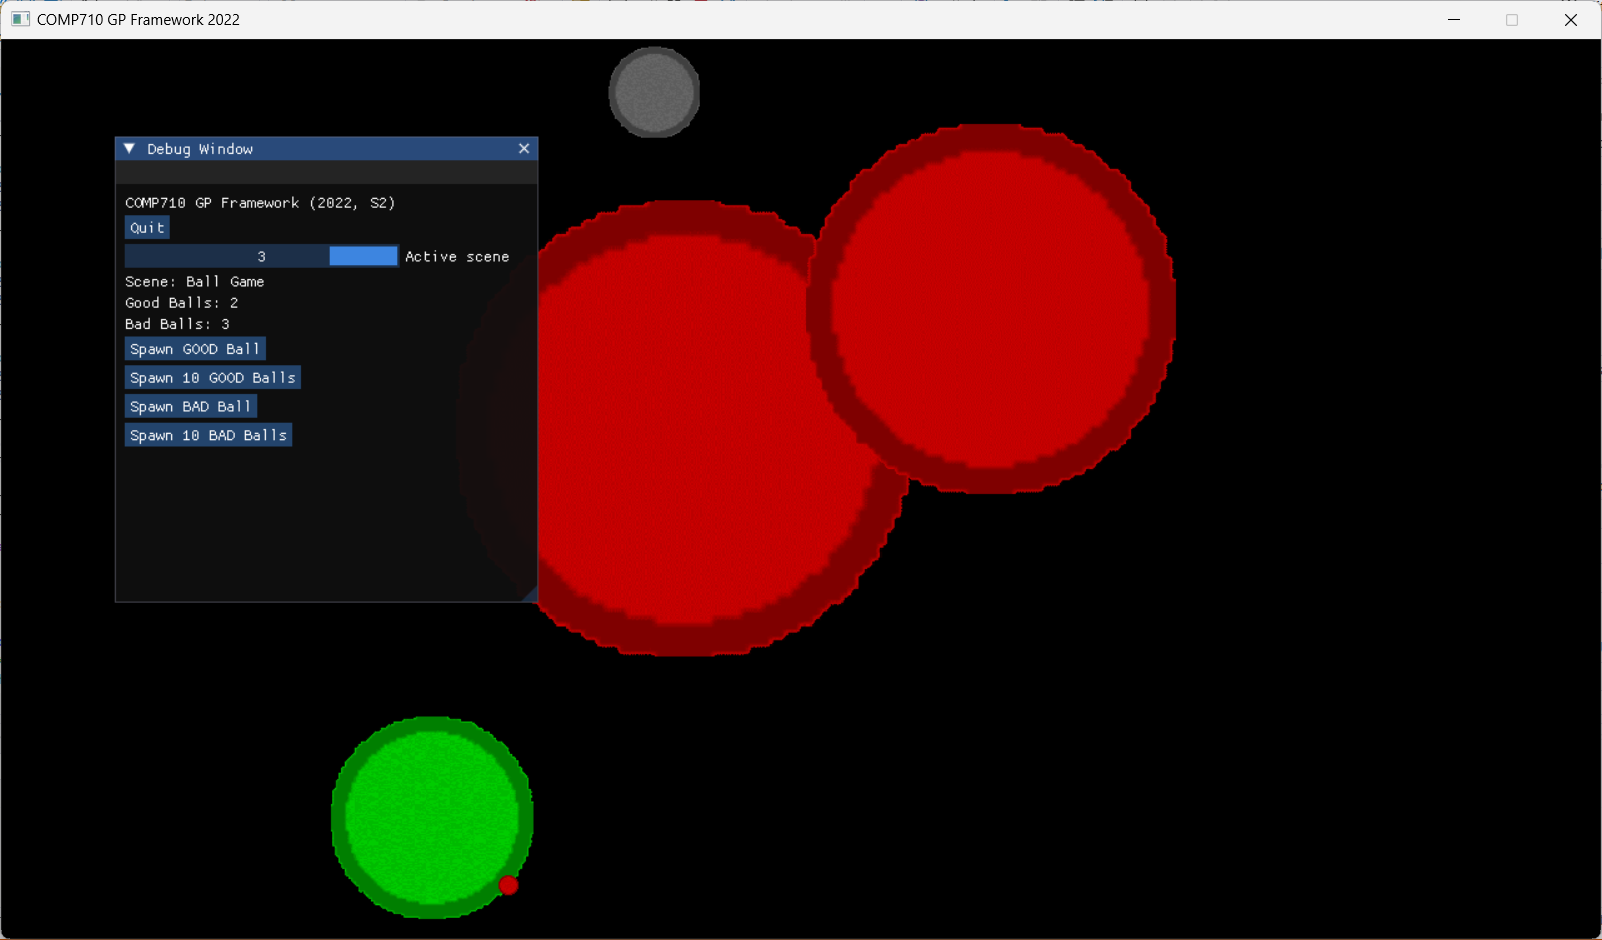 COMP710 GP Framework 2022
Debug Window
COMP710 GP Framework (2022, S2)
Quit
3 Active scene
Scene: Ball Game
Good Balls: 2
Bad Balls: 3
Spawn GOOD Ball
Spawn 10 GOOD Balls
Spawn BAD Ball
Spawn 10 BAD Balls